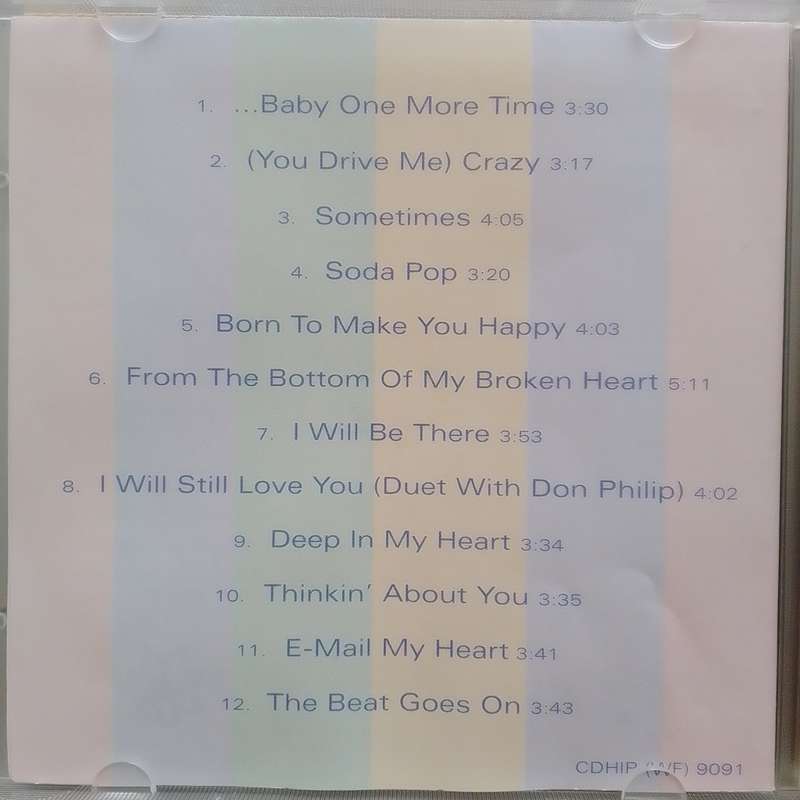 1. ...Baby One More Time 3:30
2. (You Drive Me) Crazy 3:17
3. Sometimes 4:05
4. Soda Pop 3:20
5. Born To Make You Happy 4:03
6. From The Bottom Of My Broken Heart 5:11
7. I Will Be There 3:53
8. I Will Still Love You (Duet With Don Philip) 4:02
9. Deep In My Heart 3:34
10. Thinkin' About You 3:35
11. E-Mail My Heart 3:41
12. The Beat Goes On 3:43
CDHIP (WF) 9091